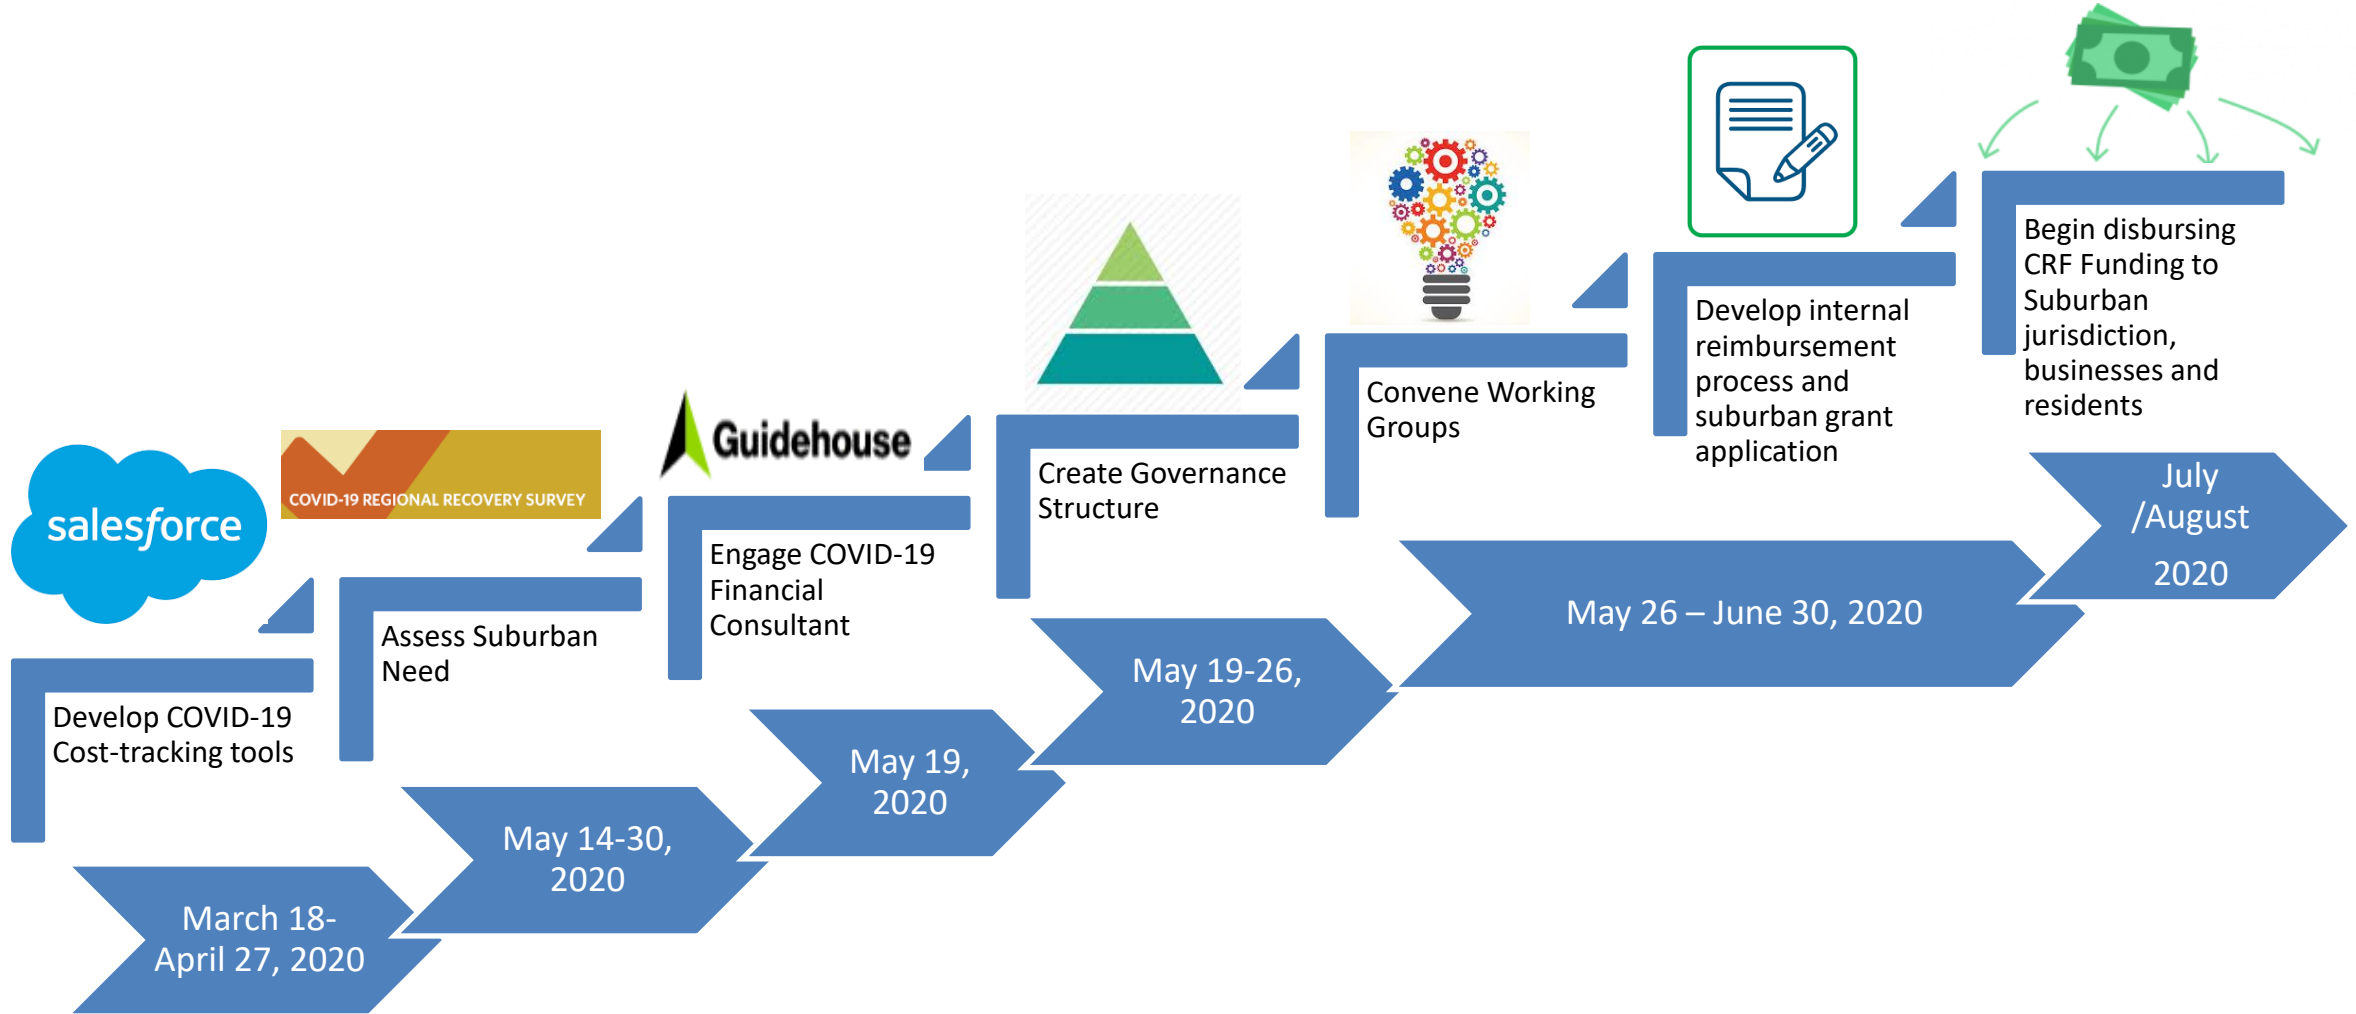 salesforce
Develop COVID-19
Cost-tracking tools
March 18-
April 27, 2020
COVID-19 REGIONAL RECOVERY SURVEY
Assess Suburban
Need
May 14-30,
2020
Guidehouse
Engage COVID-19
Financial
Consultant
May 19,
2020
Create Governance
Structure
May 19-26,
2020
Convene Working
Groups
Develop internal
reimbursement
process and
suburban grant
application
May 26 – June 30, 2020
Begin disbursing
CRF Funding to
Suburban
jurisdiction,
businesses and
residents
July
/August
2020